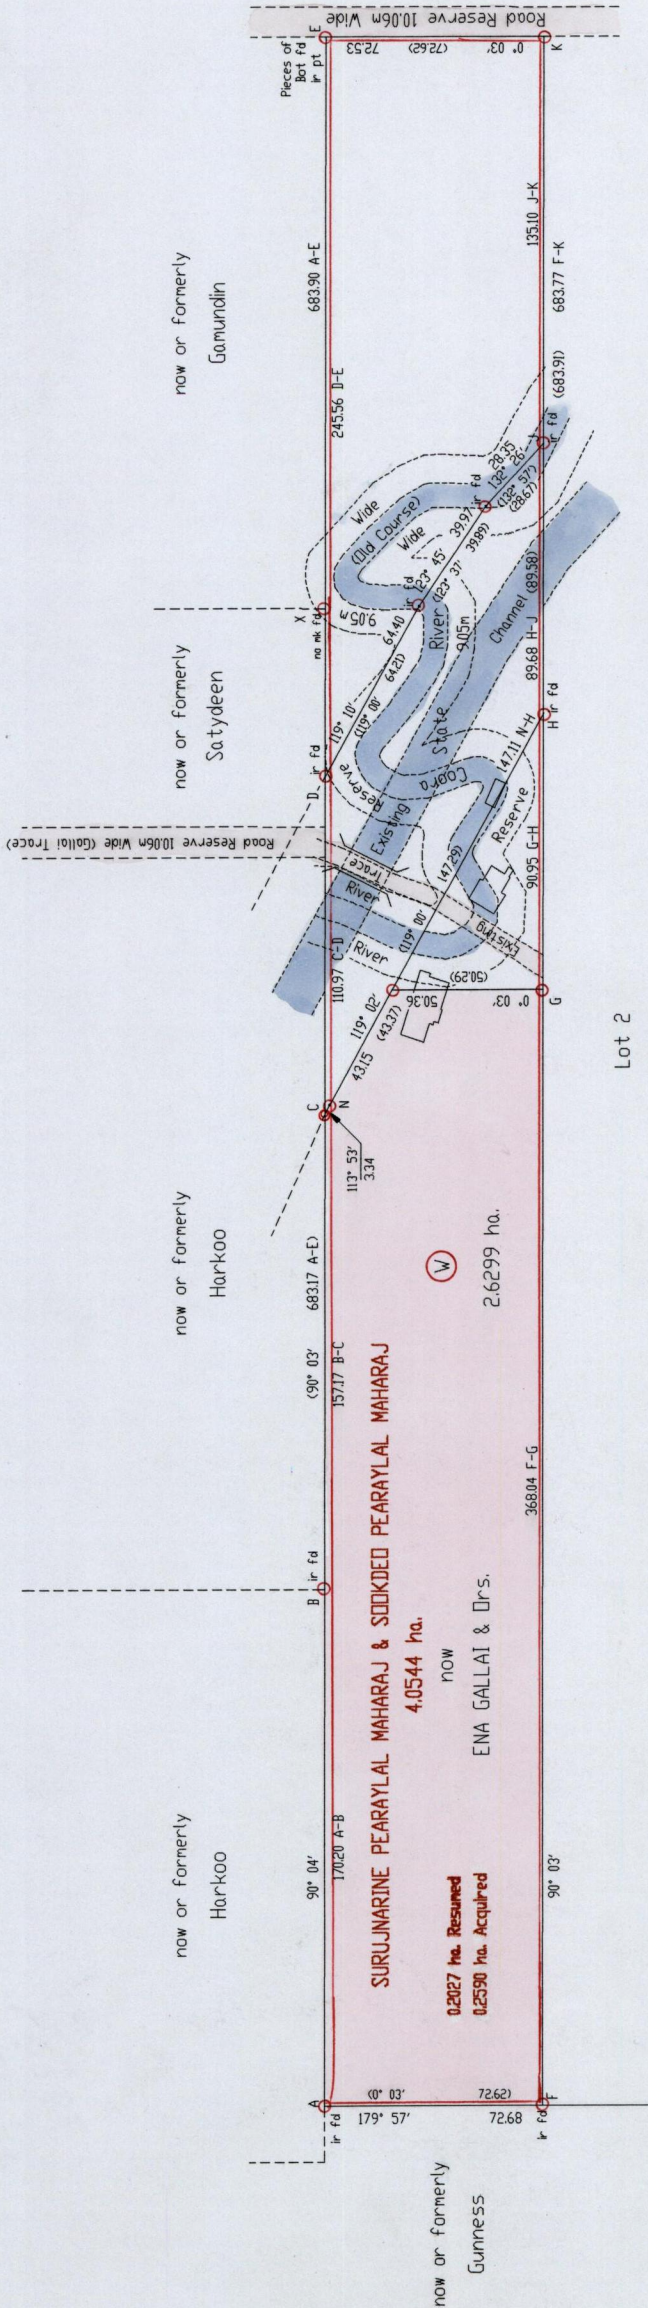 Road Reserve 10.06m Wide
E
Pieces of
Bot fd
ir pt
72.53
(72.62)
0° 03'
K
683.90 A-E
135.10 J-K
683.77 F-K
(683.91)
now or formerly
Gamundin
245.56 D-E
Wide
(Old Course)
Wide
ir fd
28.35
132° 26'
(132° 57')
(28.67)
ir fd
39.97
123° 45'
(123° 37' 39.89)
ir fd
X
no mk fd
9.05m
64.40
64.21)
119° 10'
(119° 00'
River
9.05m
Channel
(89.58)
89.68 H-J
State
H
ir fd
147.11 N-H
now or formerly
Satydeen
D ir fd
Reserve
Coora
Existing
Reserve
147.29)
(119° 00'
90.95 G-H
Road Reserve 10.06m Wide (Gallai Trace)
Trace
River
River
Existing
110.97 C-D
(50.29)
50.36
0° 03'
G
119° 02'
(43.37)
43.15
C
N
113° 53'
3.34
Lot 2
now or formerly
Harkoo
(90° 03' 683.17 A-E)
157.17 B-C
W
2.6299 ha.
B ir fd
368.04 F-G
SURUJNARINE PEARAYLAL MAHARAJ & SOOKDEO PEARAYLAL MAHARAJ
4.0544 ha.
now
ENA GALLAI & Ors.
now or formerly
Harkoo
90° 04'
170.20 A-B
0.2027 ha. Resumed
0.2590 ha. Acquired
90° 03'
A
ir fd
(0° 03' 72.62)
179° 57' 72.68
F
ir fd
now or formerly
Gunness